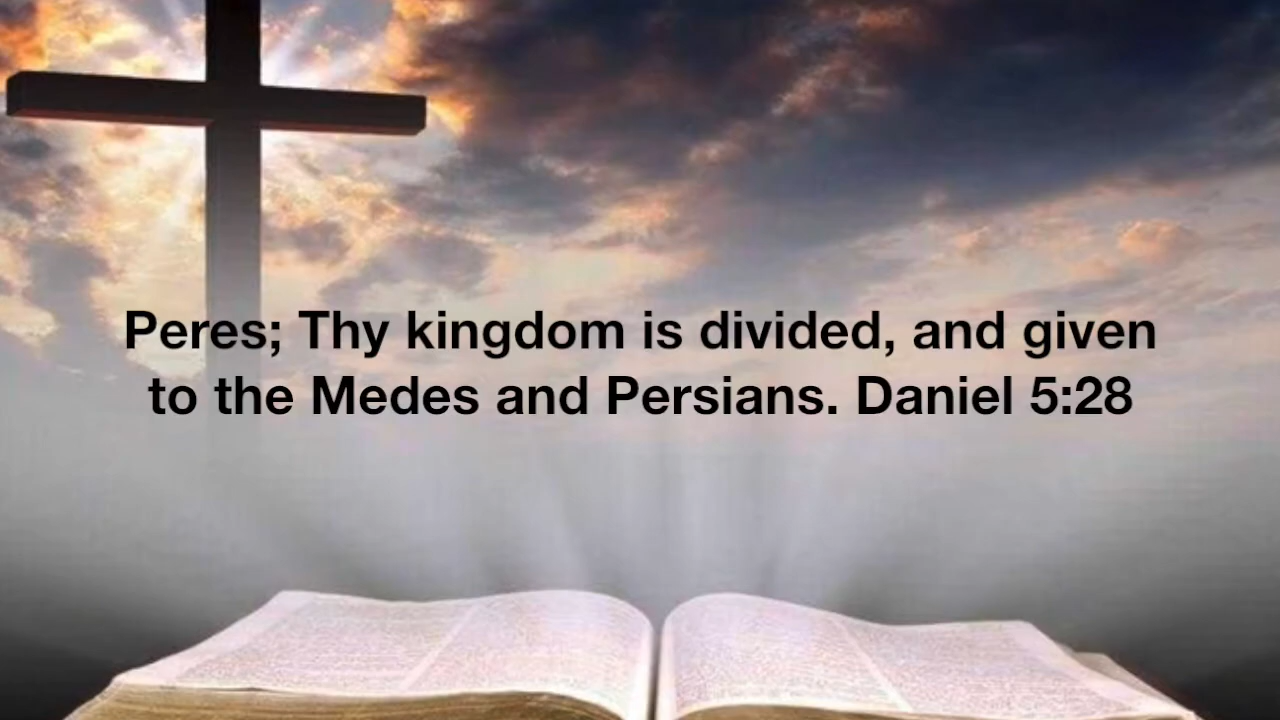 Peres; Thy kingdom is divided, and given
to the Medes and Persians. Daniel 5:28